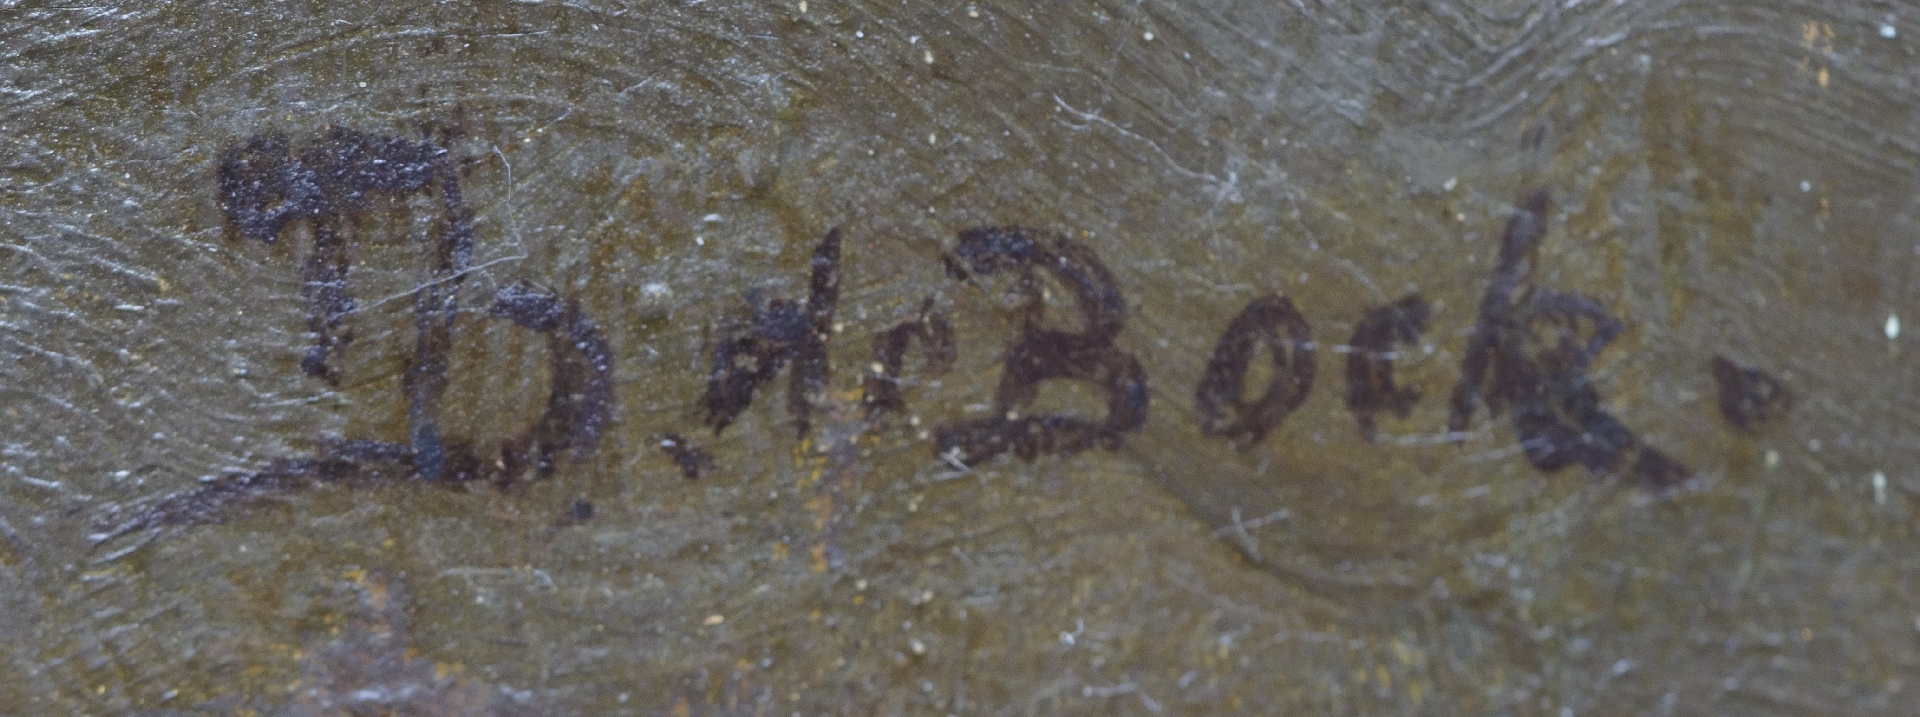 Th. de Bock.